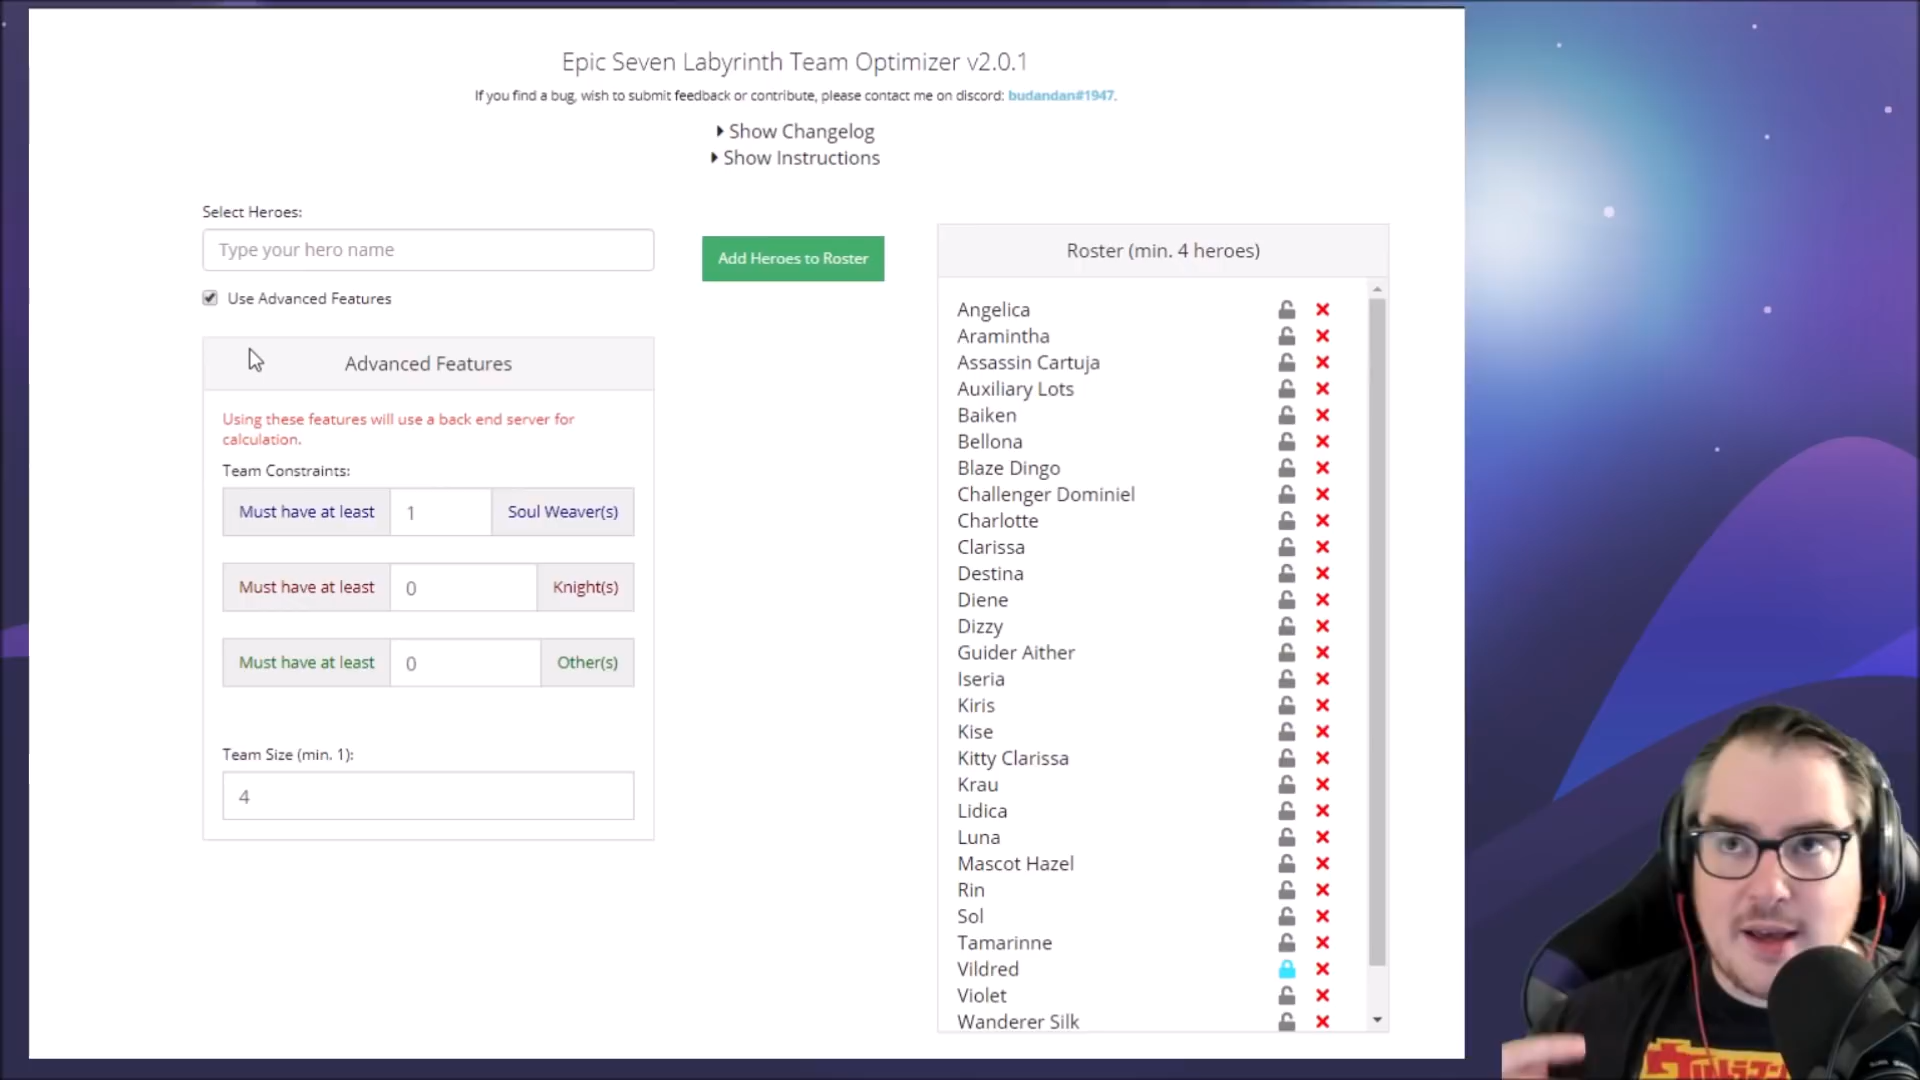 Epic Seven Labyrinth Team Optimizer v2.0.1
If you find a bug, wish to submit feedback or contribute, please contact me on discord: budandan#1947.
Show Changelog
Show Instructions
Select Heroes:
Type your hero name
Use Advanced Features
Add Heroes to Roster
Advanced Features
Using these features will use a back end server for
calculation.
Team Constraints:
Must have at least 1 Soul Weaver(s)
Must have at least 0 Knight(s)
Must have at least 0 Other(s)
Team Size (min. 1):
4
Roster (min. 4 heroes)
Angelica
Aramintha
Assassin Cartuja
Auxiliary Lots
Baiken
Bellona
Blaze Dingo
Challenger Dominiel
Charlotte
Clarissa
Destina
Diene
Dizzy
Guider Aither
Iseria
Kiris
Kise
Kitty Clarissa
Krau
Lidica
Luna
Mascot Hazel
Rin
Sol
Tamarinne
Vildred
Violet
Wanderer Silk